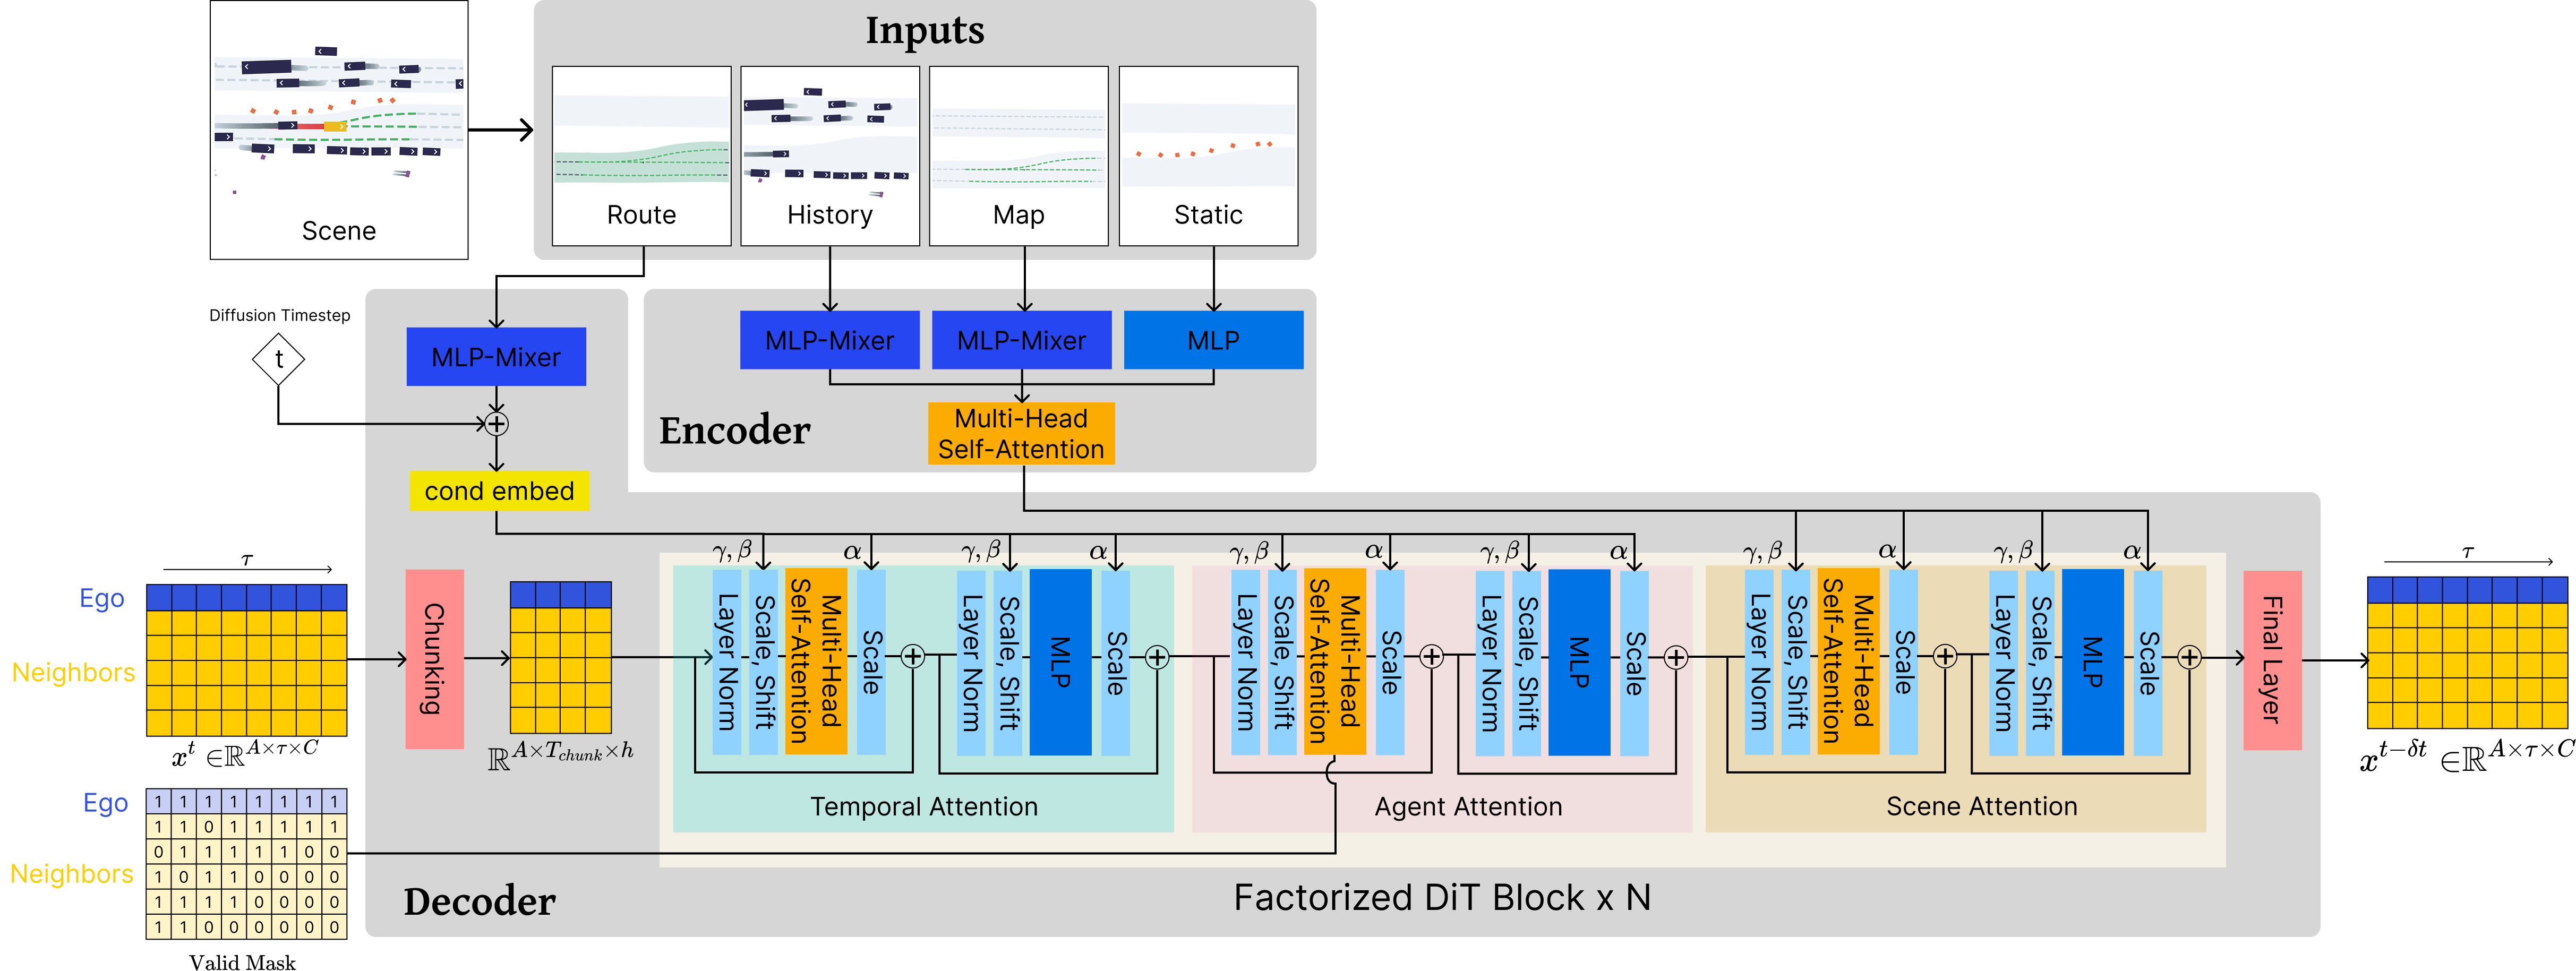 Inputs
Scene
Route
History
Map
Static
Diffusion Timestep
t
MLP-Mixer
MLP-Mixer
MLP-Mixer
MLP
+
Multi-Head
Self-Attention
Encoder
cond embed
γ, β
α
γ, β
α
γ, β
α
γ, β
α
γ, β
α
γ, β
α
τ
Ego
Neighbors
x^t ∈ℝ^{A×τ×C}
Chunking
ℝ^{A×T_{chunk}×h}
Layer Norm
Scale, Shift
Multi-Head
Self-Attention
Scale
+
Layer Norm
Scale, Shift
MLP
Scale
+
Temporal Attention
Layer Norm
Scale, Shift
Multi-Head
Self-Attention
Scale
+
Layer Norm
Scale, Shift
MLP
Scale
+
Agent Attention
Layer Norm
Scale, Shift
Multi-Head
Self-Attention
Scale
+
Layer Norm
Scale, Shift
MLP
Scale
+
Scene Attention
Final Layer
τ
x^{t−δt} ∈ℝ^{A×τ×C}
Ego
Neighbors
1 1 1 1 1 1 1 1
1 1 0 1 1 1 1 1
0 1 1 1 1 1 0 0
1 0 1 1 0 0 0 0
1 1 1 1 0 0 0 0
1 1 0 0 0 0 0 0
Valid Mask
Decoder
Factorized DiT Block x N